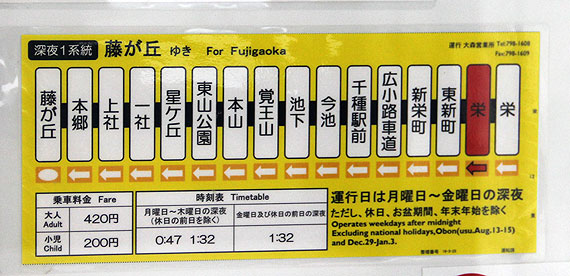 深夜1系統 藤が丘 ゆき For Fujigaoka
運行 大森営業所 Tel:798-1608
Fax:798-1609
藤が丘
本郷
上社
一社
星ケ丘
東山公園
本山
覚王山
池下
今池
千種駅前
広小路車道
新栄町
東新町
栄
栄
乗車料金 Fare
大人 Adult 420円
小児 Child 200円
時刻表 Timetable
月曜日〜木曜日の深夜 (休日の前日を除く)
金曜日及び休日の前日の深夜
0:47 1:32
1:32
運行日は月曜日〜金曜日の深夜
ただし、休日、お盆期間、年末年始を除く
Operates weekdays after midnight
Excluding national holidays,Obon(usu.Aug.13-15)
and Dec.29-Jan.3.